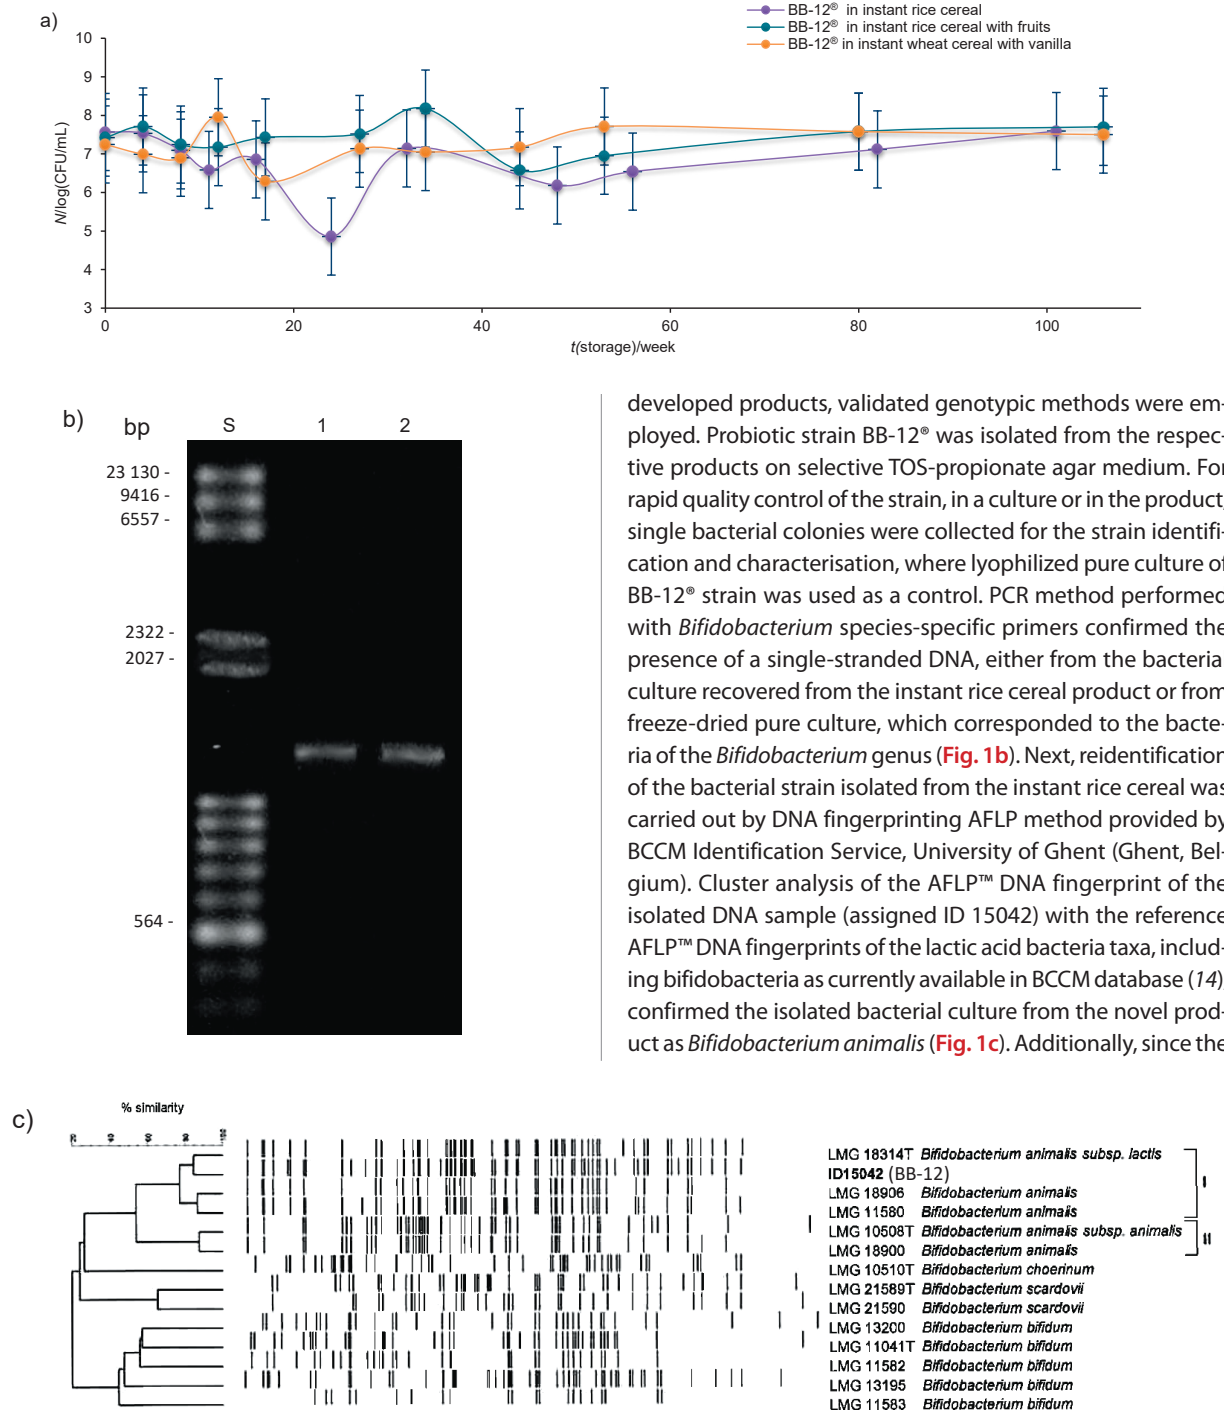 a)
BB-12® in instant rice cereal
BB-12® in instant rice cereal with fruits
BB-12® in instant wheat cereal with vanilla
N/log(CFU/mL)
10
9
8
7
6
5
4
3
0
20
40
60
80
100
t(storage)/week
b)
bp
S
1
2
23 130 -
9416 -
6557 -
2322 -
2027 -
564 -
developed products, validated genotypic methods were em-
ployed. Probiotic strain BB-12® was isolated from the respec-
tive products on selective TOS-propionate agar medium. For
rapid quality control of the strain, in a culture or in the product,
single bacterial colonies were collected for the strain identifi-
cation and characterisation, where lyophilized pure culture of
BB-12® strain was used as a control. PCR method performed
with Bifidobacterium species-specific primers confirmed the
presence of a single-stranded DNA, either from the bacteria
culture recovered from the instant rice cereal product or from
freeze-dried pure culture, which corresponded to the bacte-
ria of the Bifidobacterium genus (Fig. 1b). Next, reidentification
of the bacterial strain isolated from the instant rice cereal was
carried out by DNA fingerprinting AFLP method provided by
BCCM Identification Service, University of Ghent (Ghent, Bel-
gium). Cluster analysis of the AFLP™ DNA fingerprint of the
isolated DNA sample (assigned ID 15042) with the reference
AFLP™ DNA fingerprints of the lactic acid bacteria taxa, includ-
ing bifidobacteria as currently available in BCCM database (14),
confirmed the isolated bacterial culture from the novel prod-
uct as Bifidobacterium animalis (Fig. 1c). Additionally, since the
c)
% similarity
20
40
60
80
100
LMG 18314T Bifidobacterium animalis subsp. lactis
ID15042 (BB-12)
LMG 18906 Bifidobacterium animalis
LMG 11580 Bifidobacterium animalis
I
LMG 10508T Bifidobacterium animalis subsp. animalis
LMG 18900 Bifidobacterium animalis
II
LMG 10510T Bifidobacterium choerinum
LMG 21589T Bifidobacterium scardovii
LMG 21590 Bifidobacterium scardovii
LMG 13200 Bifidobacterium bifidum
LMG 11041T Bifidobacterium bifidum
LMG 11582 Bifidobacterium bifidum
LMG 13195 Bifidobacterium bifidum
LMG 11583 Bifidobacterium bifidum